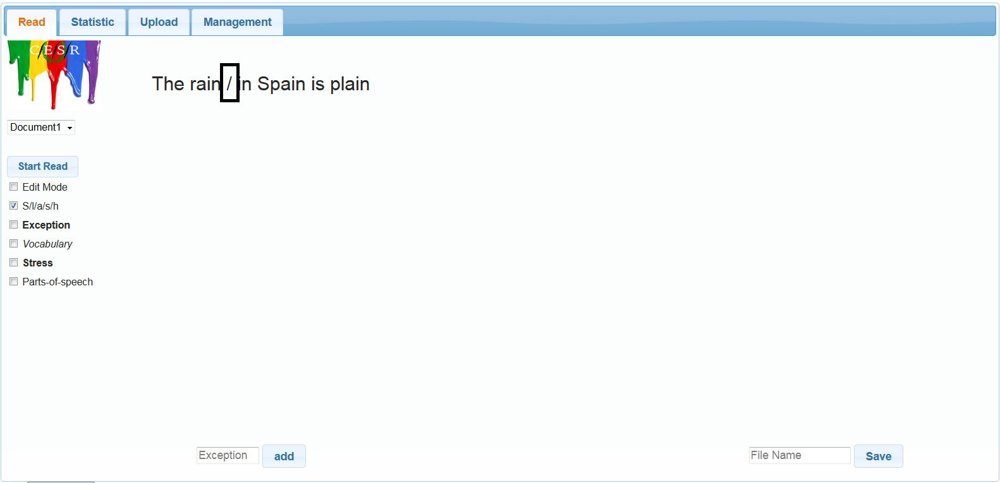 Read Statistic Upload Management
C/E/S/R
The rain / in Spain is plain
Document1
Start Read
Edit Mode
S/l/a/s/h
Exception
Vocabulary
Stress
Parts-of-speech
Exception add File Name Save